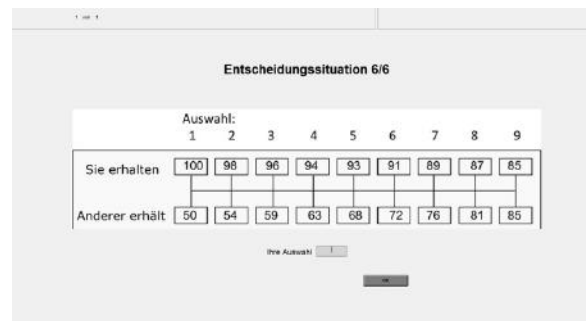 Entscheidungssituation 6/6
Auswahl:
1 2 3 4 5 6 7 8 9
Sie erhalten 100 98 96 94 93 91 89 87 85
Anderer erhält 50 54 59 63 68 72 76 81 85
Ihre Auswahl